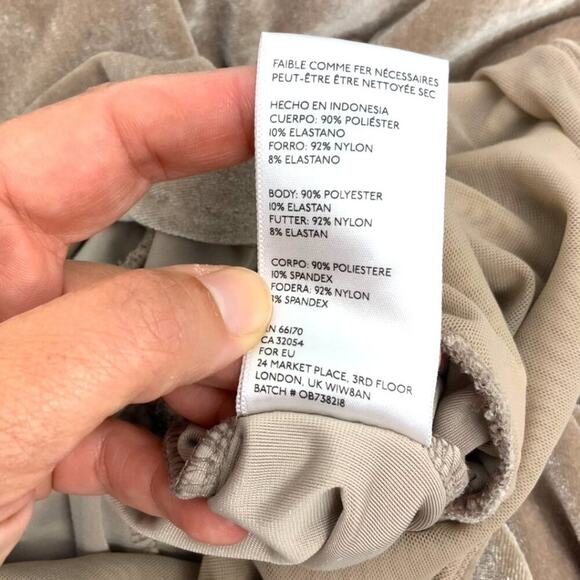 FAIBLE COMME FER NÉCESSAIRES
PEUT-ÊTRE ÊTRE NETTOYÉE SEC
HECHO EN INDONESIA
CUERPO: 90% POLIÉSTER
10% ELASTANO
FORRO: 92% NYLON
8% ELASTANO
BODY: 90% POLYESTER
10% ELASTAN
FUTTER: 92% NYLON
8% ELASTAN
CORPO: 90% POLIESTERE
10% SPANDEX
FODERA: 92% NYLON
8% SPANDEX
66170
CA 32054
FOR EU
24 MARKET PLACE, 3RD FLOOR
LONDON, UK W1W8AN
BATCH # OB738218